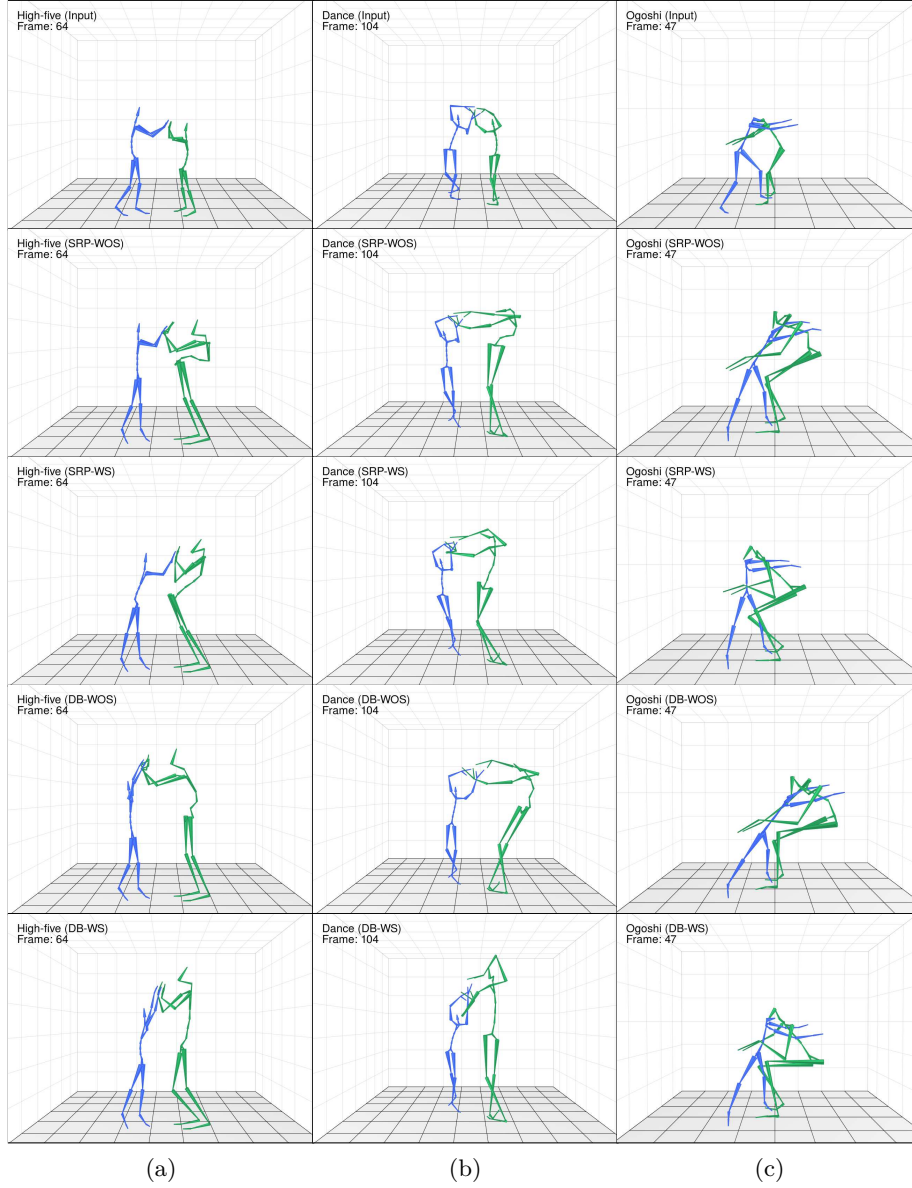 High-five (Input)
Frame: 64
Dance (Input)
Frame: 104
Ogoshi (Input)
Frame: 47
High-five (SRP-WOS)
Frame: 64
Dance (SRP-WOS)
Frame: 104
Ogoshi (SRP-WOS)
Frame: 47
High-five (SRP-WS)
Frame: 64
Dance (SRP-WS)
Frame: 104
Ogoshi (SRP-WS)
Frame: 47
High-five (DB-WOS)
Frame: 64
Dance (DB-WOS)
Frame: 104
Ogoshi (DB-WOS)
Frame: 47
High-five (DB-WS)
Frame: 64
Dance (DB-WS)
Frame: 104
Ogoshi (DB-WS)
Frame: 47
(a)
(b)
(c)